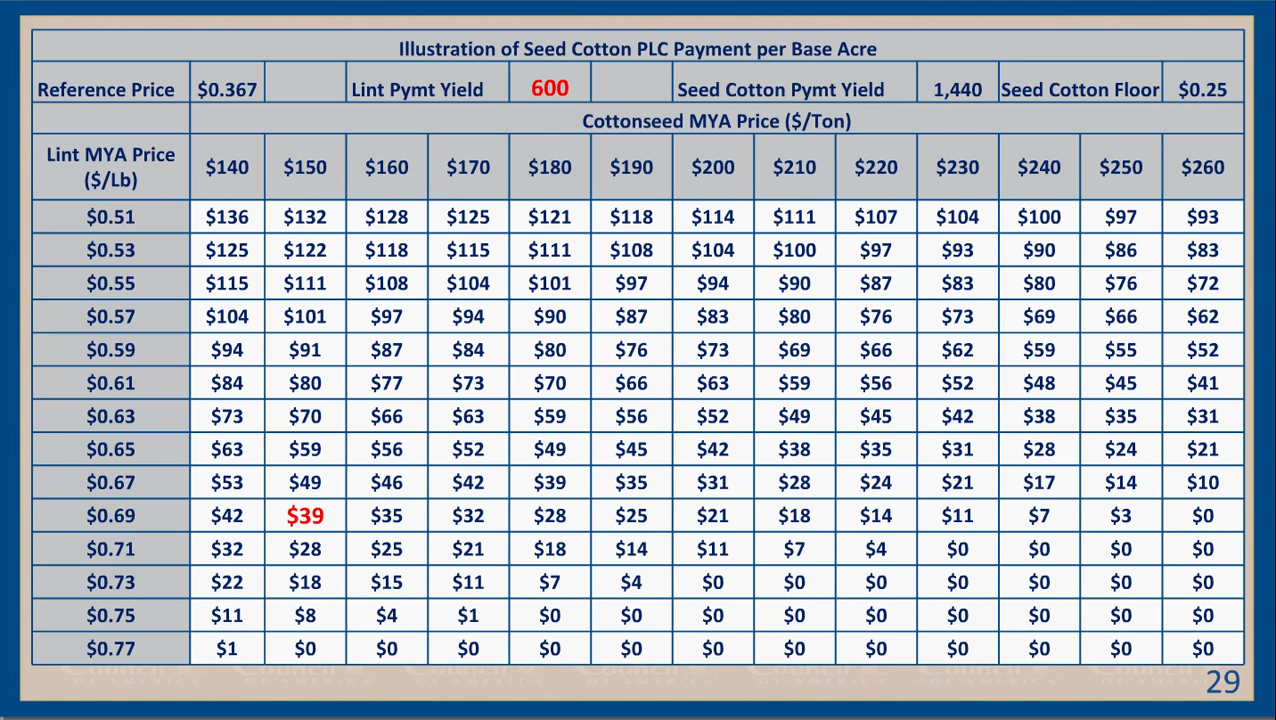 Illustration of Seed Cotton PLC Payment per Base Acre
Reference Price $0.367 Lint Pymt Yield 600 Seed Cotton Pymt Yield 1,440 Seed Cotton Floor $0.25
Cottonseed MYA Price ($/Ton)
Lint MYA Price ($/Lb) $140 $150 $160 $170 $180 $190 $200 $210 $220 $230 $240 $250 $260
$0.51 $136 $132 $128 $125 $121 $118 $114 $111 $107 $104 $100 $97 $93
$0.53 $125 $122 $118 $115 $111 $108 $104 $100 $97 $93 $90 $86 $83
$0.55 $115 $111 $108 $104 $101 $97 $94 $90 $87 $83 $80 $76 $72
$0.57 $104 $101 $97 $94 $90 $87 $83 $80 $76 $73 $69 $66 $62
$0.59 $94 $91 $87 $84 $80 $76 $73 $69 $66 $62 $59 $55 $52
$0.61 $84 $80 $77 $73 $70 $66 $63 $59 $56 $52 $48 $45 $41
$0.63 $73 $70 $66 $63 $59 $56 $52 $49 $45 $42 $38 $35 $31
$0.65 $63 $59 $56 $52 $49 $45 $42 $38 $35 $31 $28 $24 $21
$0.67 $53 $49 $46 $42 $39 $35 $31 $28 $24 $21 $17 $14 $10
$0.69 $42 $39 $35 $32 $28 $25 $21 $18 $14 $11 $7 $3 $0
$0.71 $32 $28 $25 $21 $18 $14 $11 $7 $4 $0 $0 $0 $0
$0.73 $22 $18 $15 $11 $7 $4 $0 $0 $0 $0 $0 $0 $0
$0.75 $11 $8 $4 $1 $0 $0 $0 $0 $0 $0 $0 $0 $0
$0.77 $1 $0 $0 $0 $0 $0 $0 $0 $0 $0 $0 $0 $0
29